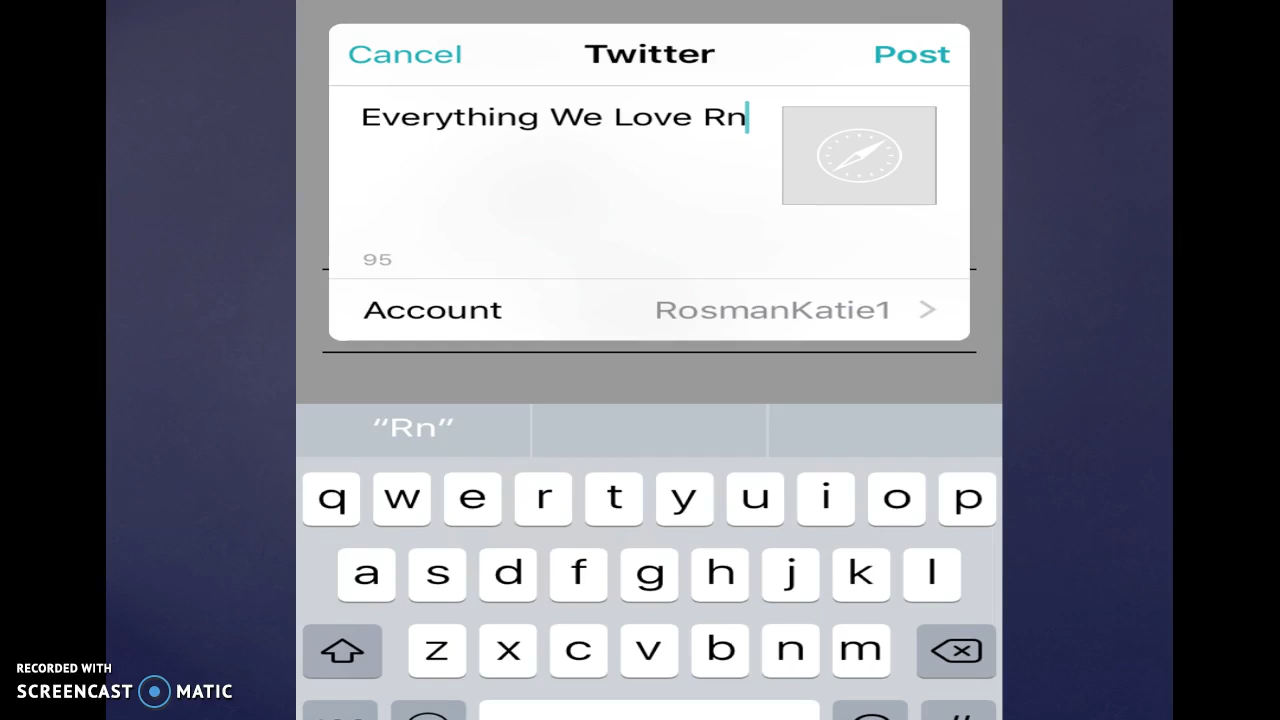 Cancel Twitter Post
Everything We Love Rn
95
Account RosmanKatie1 >
“Rn”
q w e r t y u i o p
a s d f g h j k l
z x c v b n m
RECORDED WITH
SCREENCAST MATIC